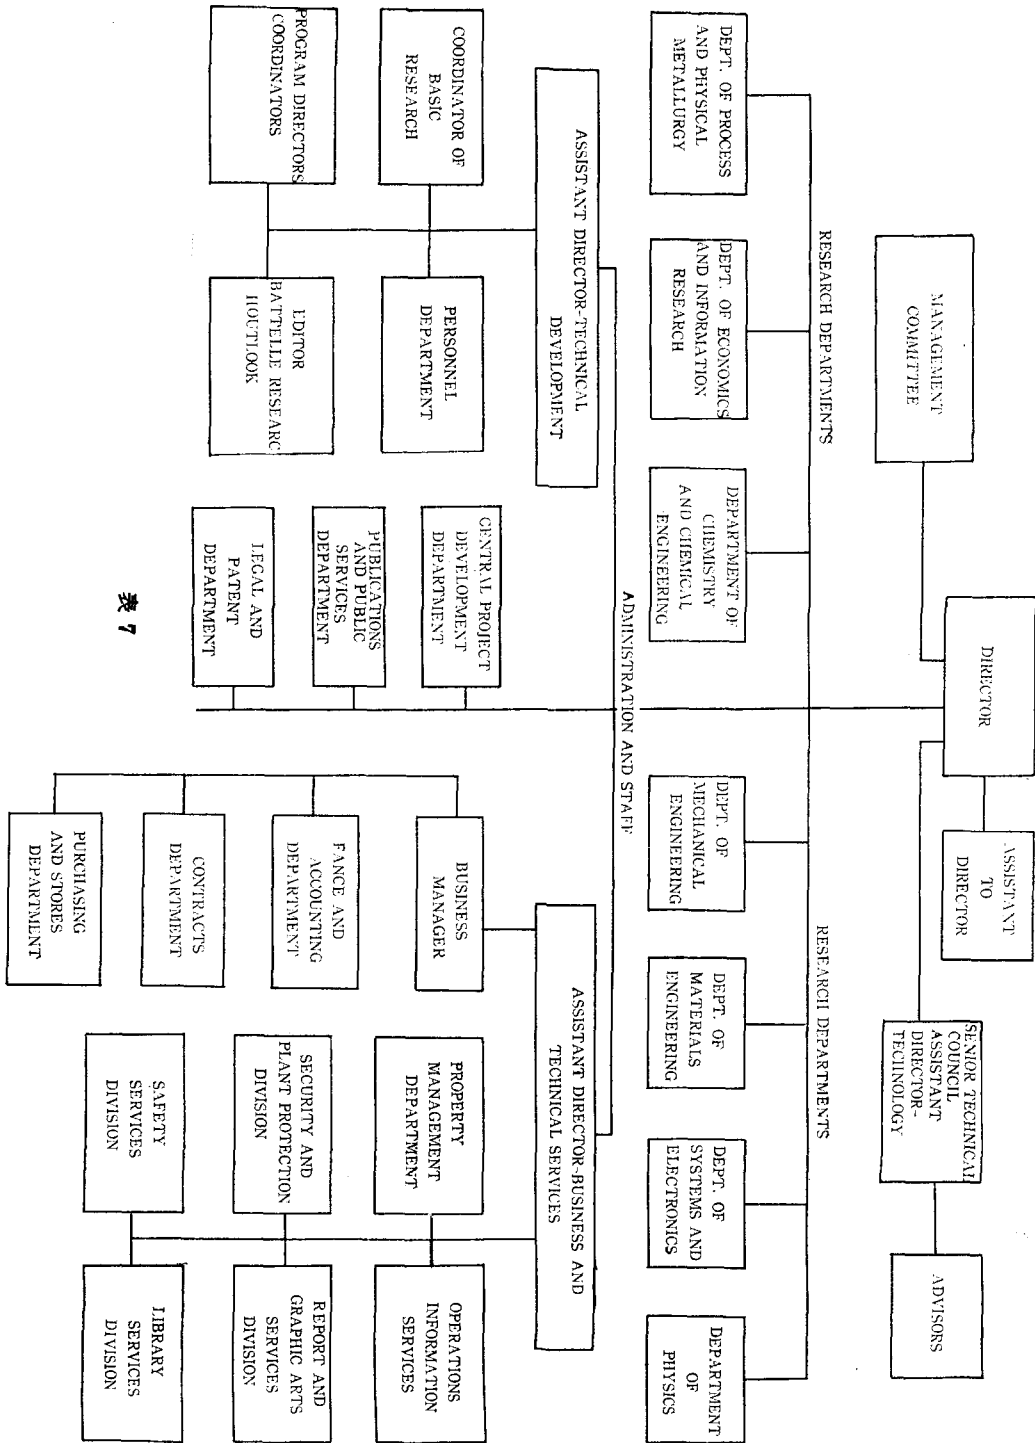 DIRECTOR
ASSISTANT
TO
DIRECTOR
MANAGEMENT
COMMITTEE
SENIOR TECHNICAL
COUNCIL
ASSISTANT
DIRECTOR-
TECHNOLOGY
ADVISORS
RESEARCH DEPARTMENTS
RESEARCH DEPARTMENTS
DEPT. OF PROCESS
AND PHYSICAL
METALLURGY
DEPT. OF ECONOMICS
AND INFORMATION
RESEARCH
DEPARTMENT OF
CHEMISTRY
AND CHEMICAL
ENGINEERING
DEPT. OF
MECHANICAL
ENGINEERING
DEPT. OF
MATERIALS
ENGINEERING
DEPT. OF
SYSTEMS AND
ELECTRONICS
DEPARTMENT
OF
PHYSICS
ADMINISTRATION AND STAFF
ASSISTANT DIRECTOR-TECHNICAL
DEVELOPMENT
ASSISTANT DIRECTOR-BUSINESS AND
TECHNICAL SERVICES
COORDINATOR OF
BASIC
RESEARCH
PERSONNEL
DEPARTMENT
PROGRAM DIRECTORS
COORDINATORS
EDITOR
BATTELLE RESEARC
HOUTLOOK
CENTRAL PROJECT
DEVELOPMENT
DEPARTMENT
PUBLICATIONS
AND PUBLIC
SERVICES
DEPARTMENT
LEGAL AND
PATENT
DEPARTMENT
BUSINESS
MANAGER
FANCE AND
ACCOUNTING
DEPARTMENT
CONTRACTS
DEPARTMENT
PURCHASING
AND STORES
DEPARTMENT
PROPERTY
MANAGEMENT
DEPARTMENT
OPERATIONS
INFORMATION
SERVICES
SECURITY AND
PLANT PROTECTION
DIVISION
REPORT AND
GRAPHIC ARTS
SERVICES
DIVISION
SAFETY
SERVICES
DIVISION
LIBRARY
SERVICES
DIVISION
表 7